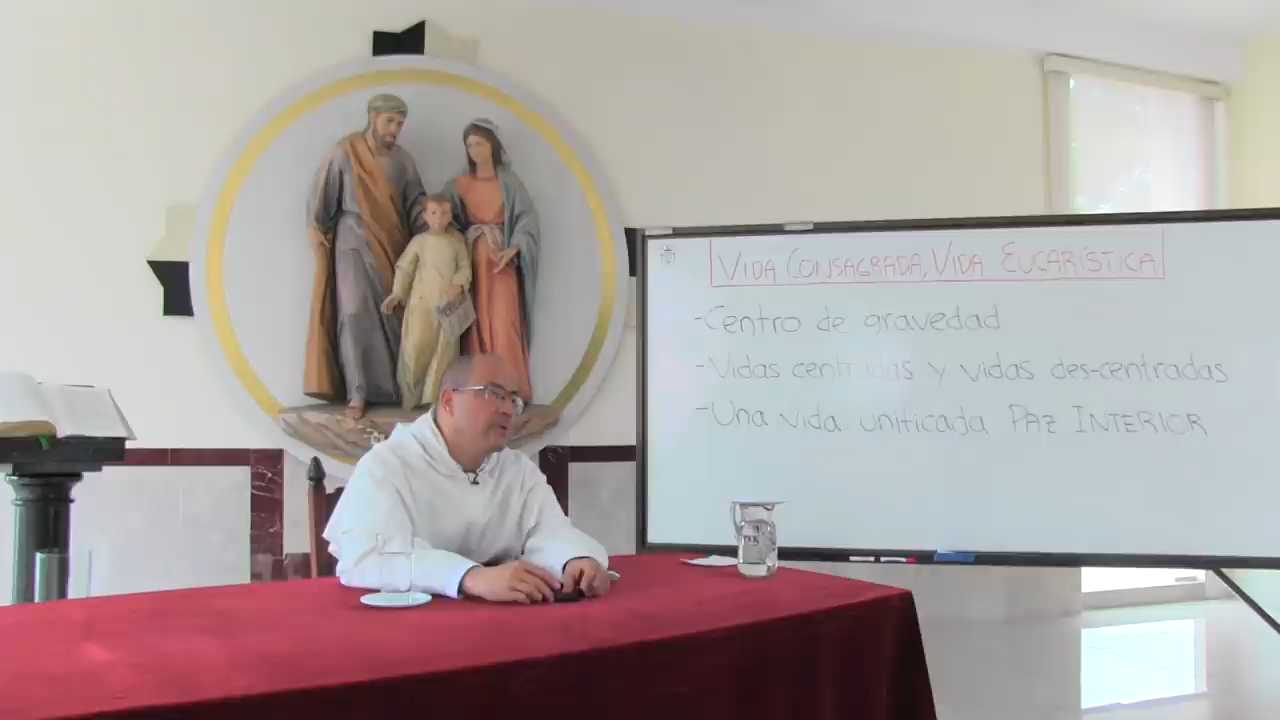 VIDA CONSAGRADA, VIDA EUCARÍSTICA
-Centro de gravedad
-Vidas centradas y vidas des-centradas
-Una vida unificada PAZ INTERIOR